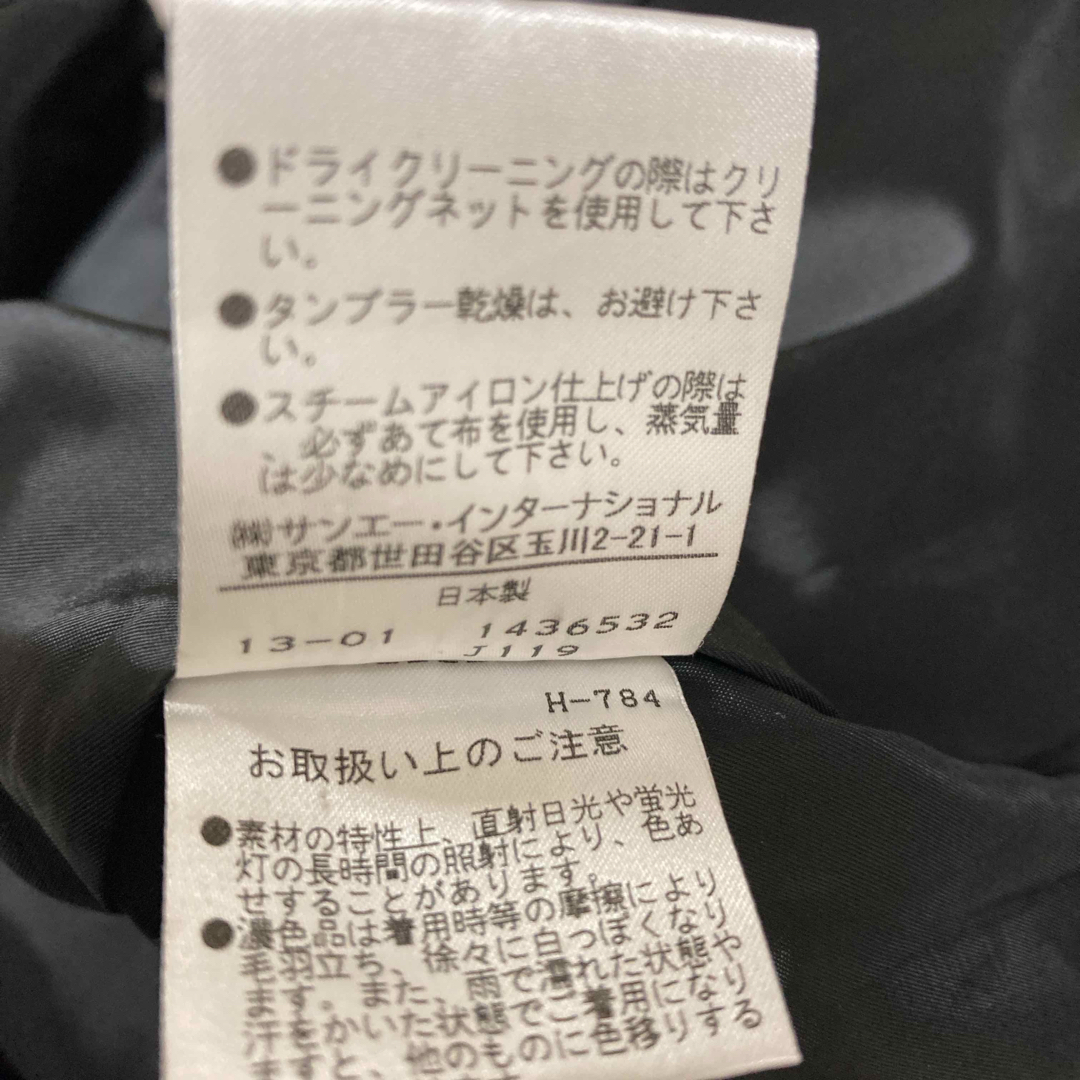 ●ドライクリーニングの際はクリ
ーニングネットを使用して下さ
い。
●タンブラー乾燥は、お避け下さ
い。
●スチームアイロン仕上げの際は
、必ずあて布を使用し、蒸気量
は少なめにして下さい。
㈱サンエー・インターナショナル
東京都世田谷区玉川2-21-1
日本製
13-01 1436532
J119
H-784
お取扱い上のご注意
●素材の特性上、直射日光や蛍光
灯の長時間の照射により、色あ
せすることがあります。
●濃色品は着用時等の摩擦により
毛羽立ち、徐々に白っぽくなり
ます。また、雨で濡れた状態や
汗をかいた状態でご着用になり
ますと、他のものに色移りする